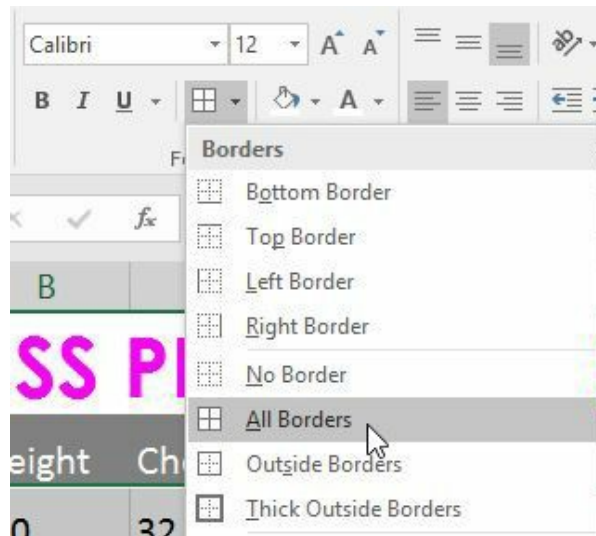 Calibri 12 A A
B I U A
Borders
Bottom Border
fx Top Border
B Left Border
Right Border
SS P
No Border
All Borders
eight Ch
Outside Borders
0 32 Thick Outside Borders